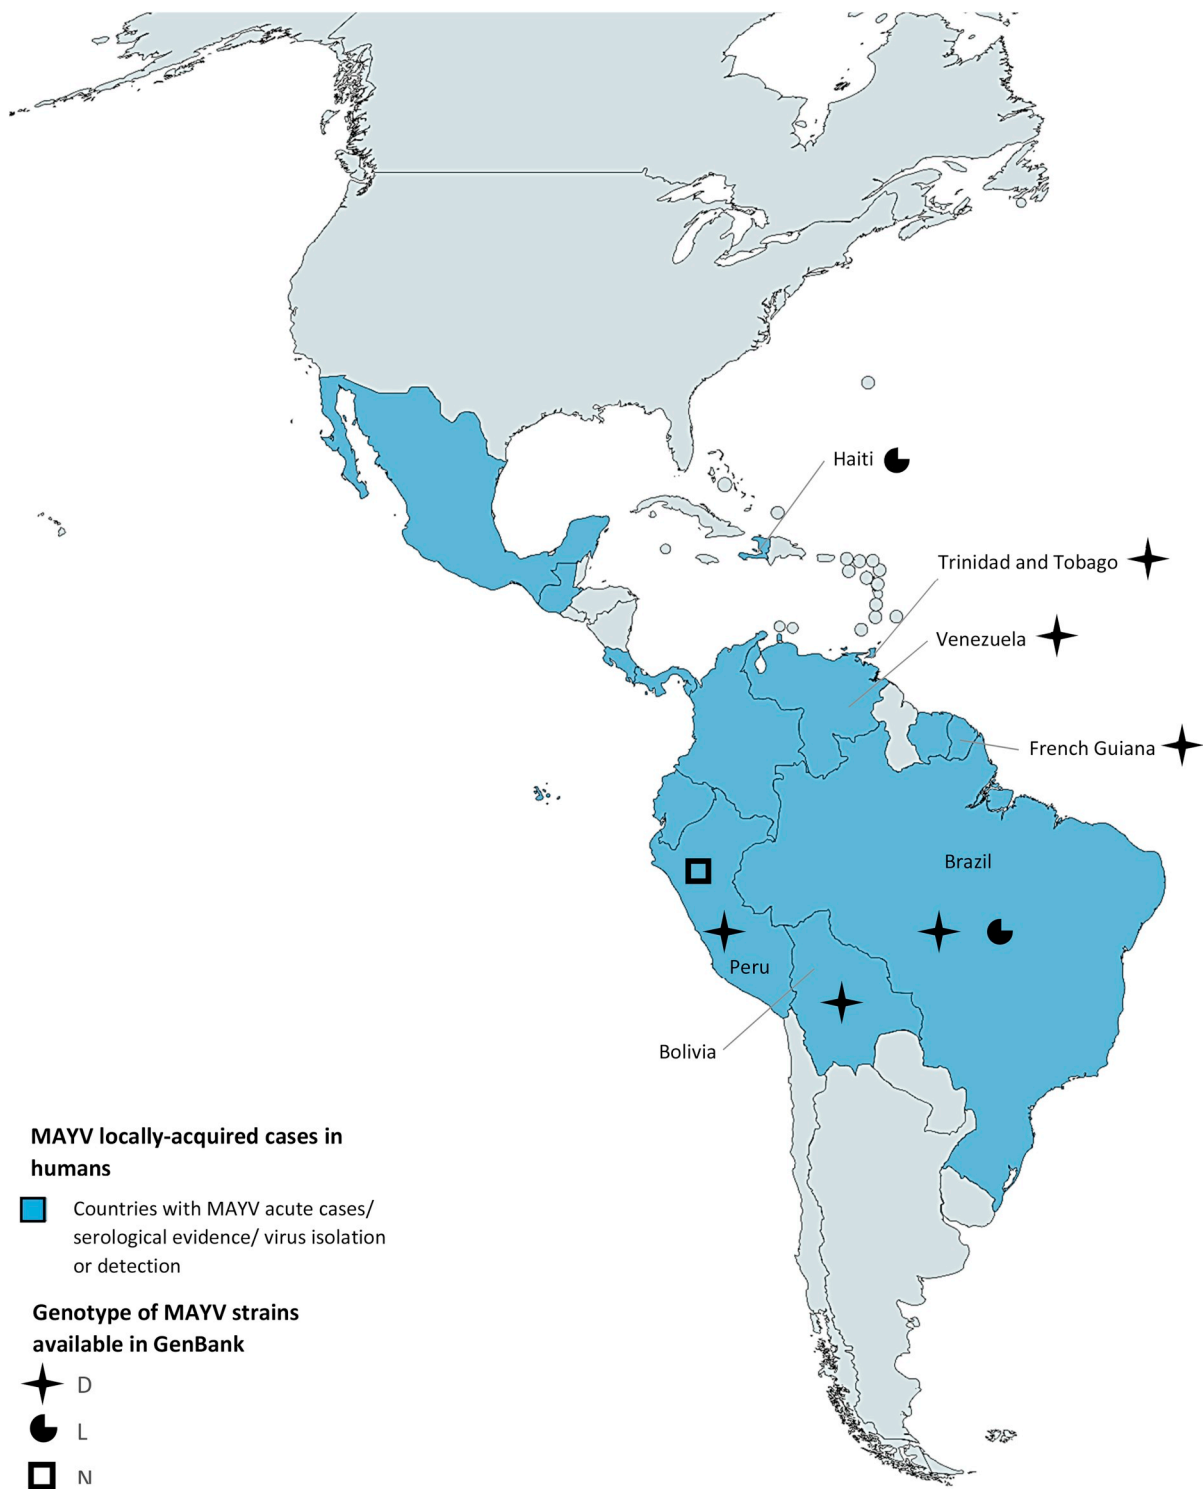 Haiti
Trinidad and Tobago
Venezuela
French Guiana
Brazil
Peru
Bolivia
MAYV locally-acquired cases in
humans
Countries with MAYV acute cases/
serological evidence/ virus isolation
or detection
Genotype of MAYV strains
available in GenBank
D
L
N